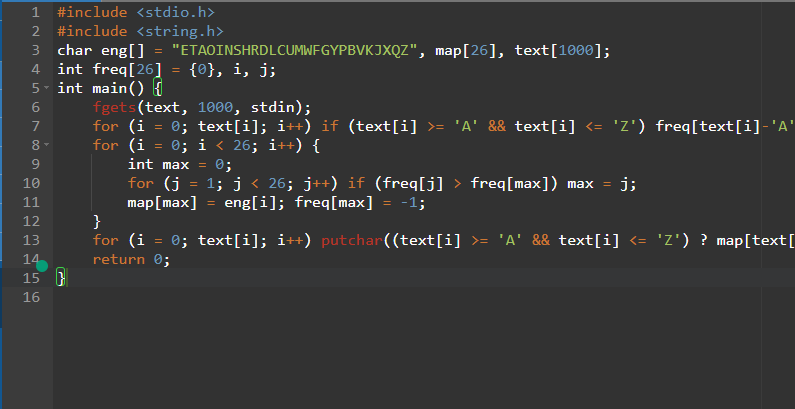 1 #include <stdio.h>
2 #include <string.h>
3 char eng[] = "ETAOINSHRDLCUMWFGYPBVKJXQZ", map[26], text[1000];
4 int freq[26] = {0}, i, j;
5 int main() {
6 fgets(text, 1000, stdin);
7 for (i = 0; text[i]; i++) if (text[i] >= 'A' && text[i] <= 'Z') freq[text[i]-'A'
8 for (i = 0; i < 26; i++) {
9 int max = 0;
10 for (j = 1; j < 26; j++) if (freq[j] > freq[max]) max = j;
11 map[max] = eng[i]; freq[max] = -1;
12 }
13 for (i = 0; text[i]; i++) putchar((text[i] >= 'A' && text[i] <= 'Z') ? map[text[
14 return 0;
15 }
16